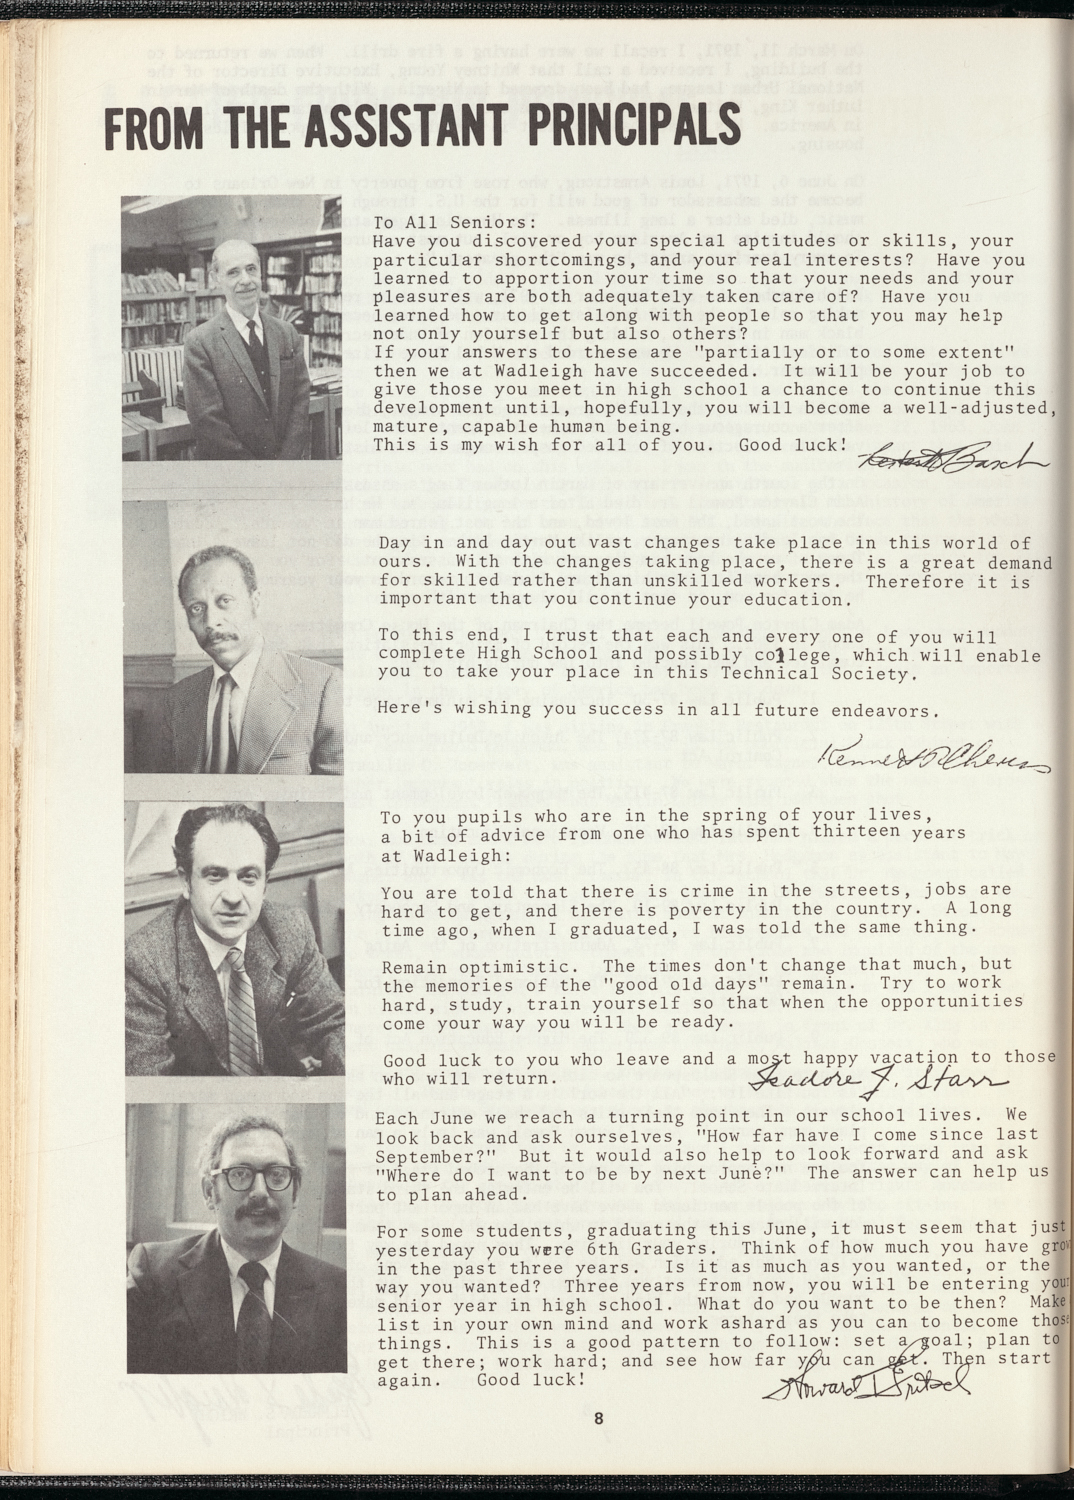 FROM THE ASSISTANT PRINCIPALS
To All Seniors:
Have you discovered your special aptitudes or skills, your
particular shortcomings, and your real interests? Have you
learned to apportion your time so that your needs and your
pleasures are both adequately taken care of? Have you
learned how to get along with people so that you may help
not only yourself but also others?
If your answers to these are "partially or to some extent"
then we at Wadleigh have succeeded. It will be your job to
give those you meet in high school a chance to continue this
development until, hopefully, you will become a well-adjusted,
mature, capable human being.
This is my wish for all of you. Good luck!
Day in and day out vast changes take place in this world of
ours. With the changes taking place, there is a great demand
for skilled rather than unskilled workers. Therefore it is
important that you continue your education.
To this end, I trust that each and every one of you will
complete High School and possibly college, which will enable
you to take your place in this Technical Society.
Here's wishing you success in all future endeavors.
To you pupils who are in the spring of your lives,
a bit of advice from one who has spent thirteen years
at Wadleigh:
You are told that there is crime in the streets, jobs are
hard to get, and there is poverty in the country. A long
time ago, when I graduated, I was told the same thing.
Remain optimistic. The times don't change that much, but
the memories of the "good old days" remain. Try to work
hard, study, train yourself so that when the opportunities
come your way you will be ready.
Good luck to you who leave and a most happy vacation to those
who will return. Isadore J. Starr
Each June we reach a turning point in our school lives. We
look back and ask ourselves, "How far have I come since last
September?" But it would also help to look forward and ask
"Where do I want to be by next June?" The answer can help us
to plan ahead.
For some students, graduating this June, it must seem that just
yesterday you were 6th Graders. Think of how much you have grow
in the past three years. Is it as much as you wanted, or the
way you wanted? Three years from now, you will be entering your
senior year in high school. What do you want to be then? Make
list in your own mind and work ashard as you can to become those
things. This is a good pattern to follow: set a goal; plan to
get there; work hard; and see how far you can get. Then start
again. Good luck!
8